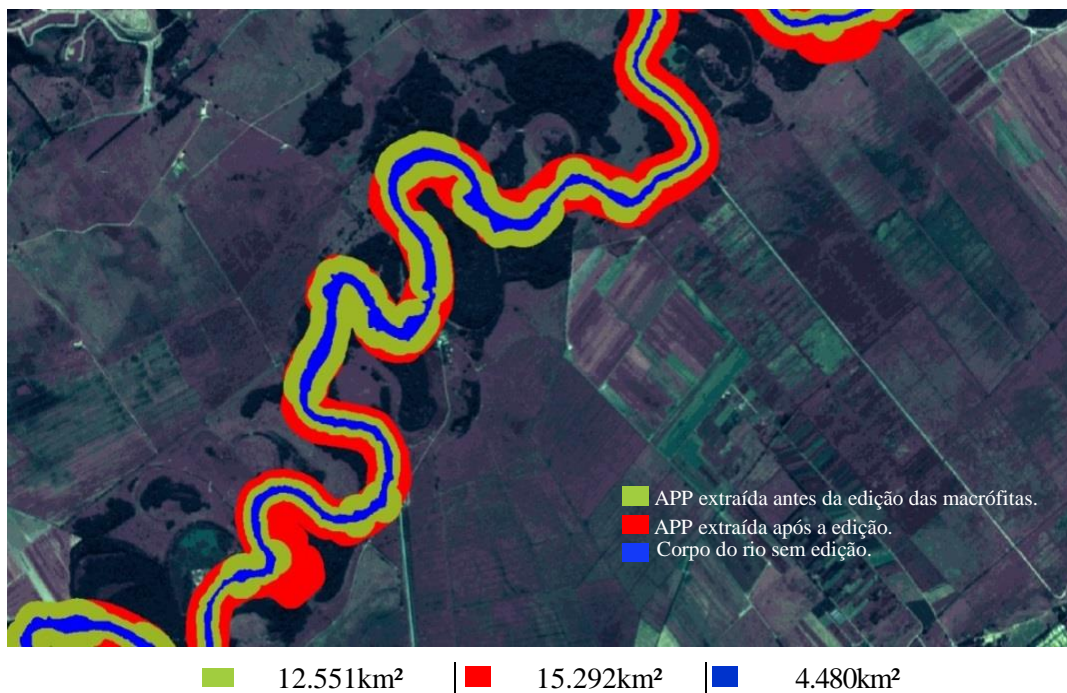 APP extraída antes da edição das macrófitas.
APP extraída após a edição.
Corpo do rio sem edição.
12.551km² 15.292km² 4.480km²